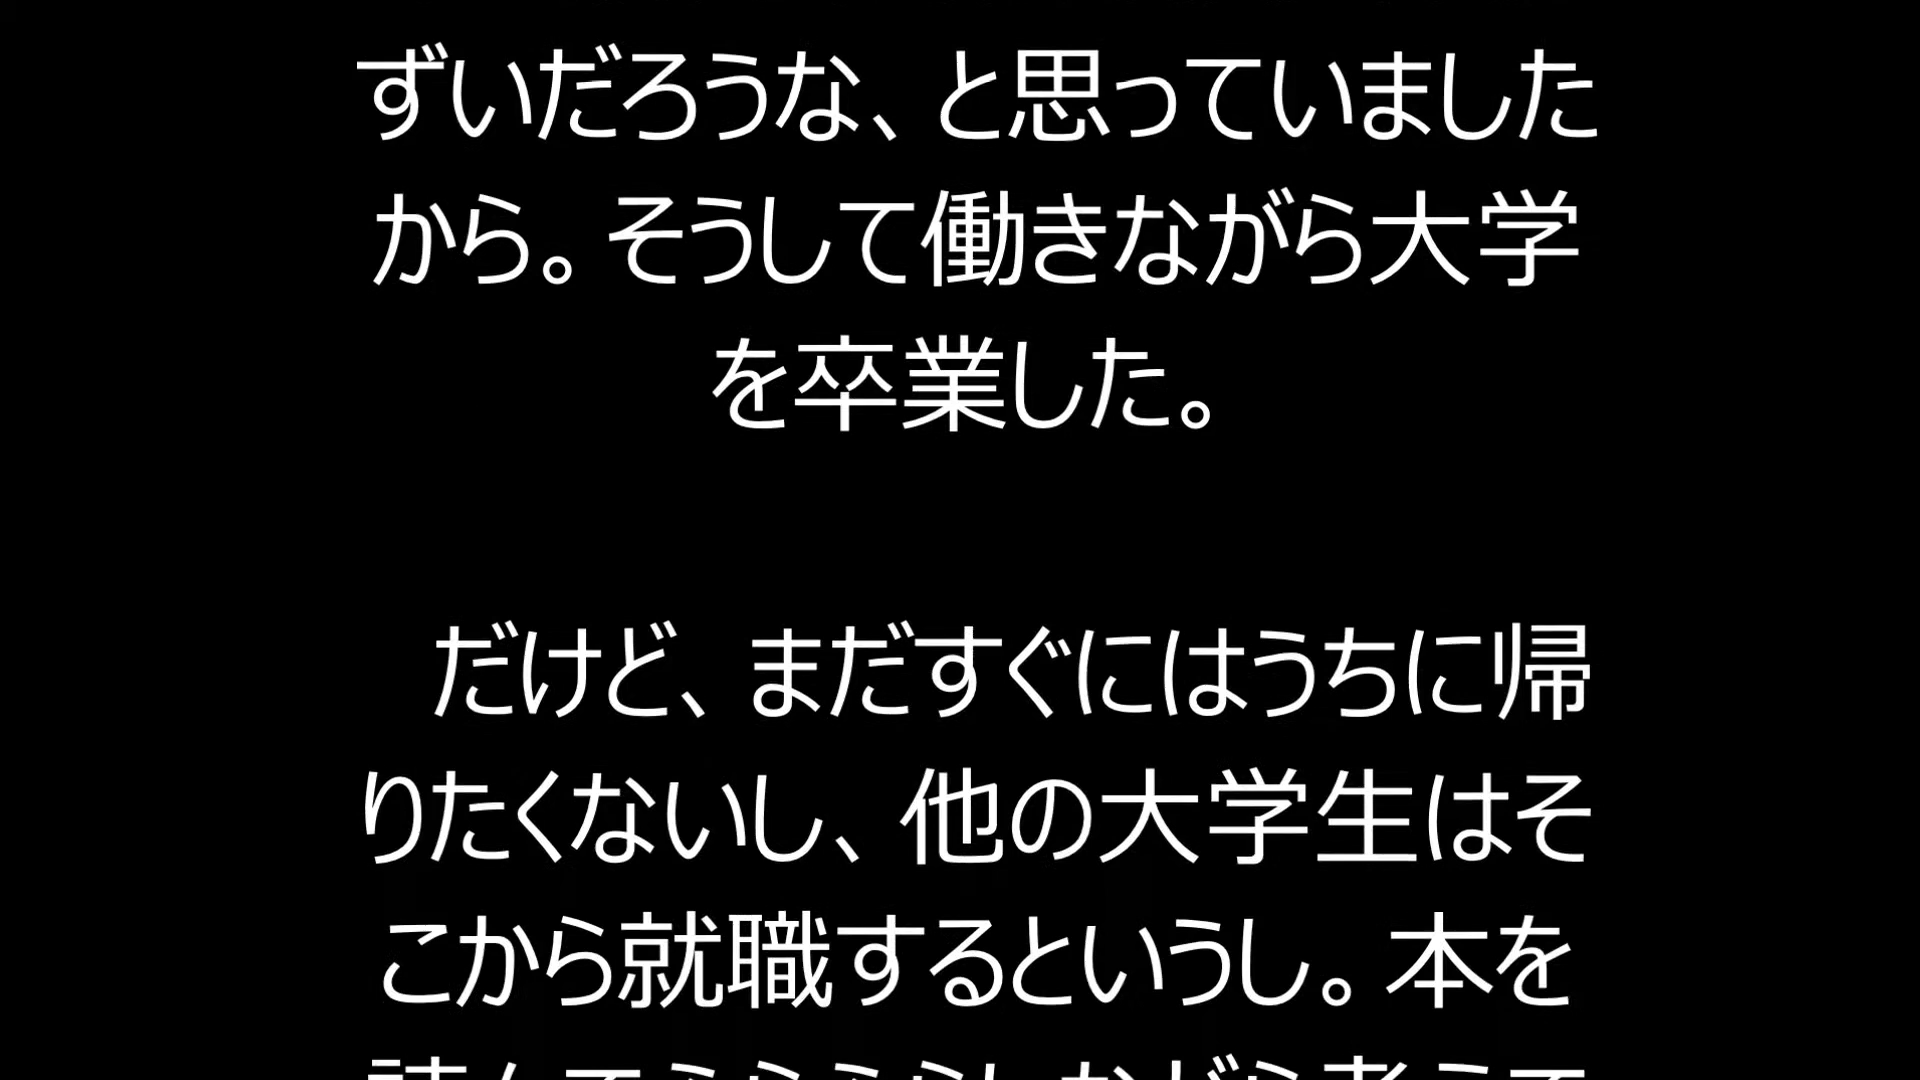 ずいだろうな、と思っていました
から。そうして働きながら大学
を卒業した。
だけど、まだすぐにはうちに帰
りたくないし、他の大学生はそ
こから就職するというし。本を